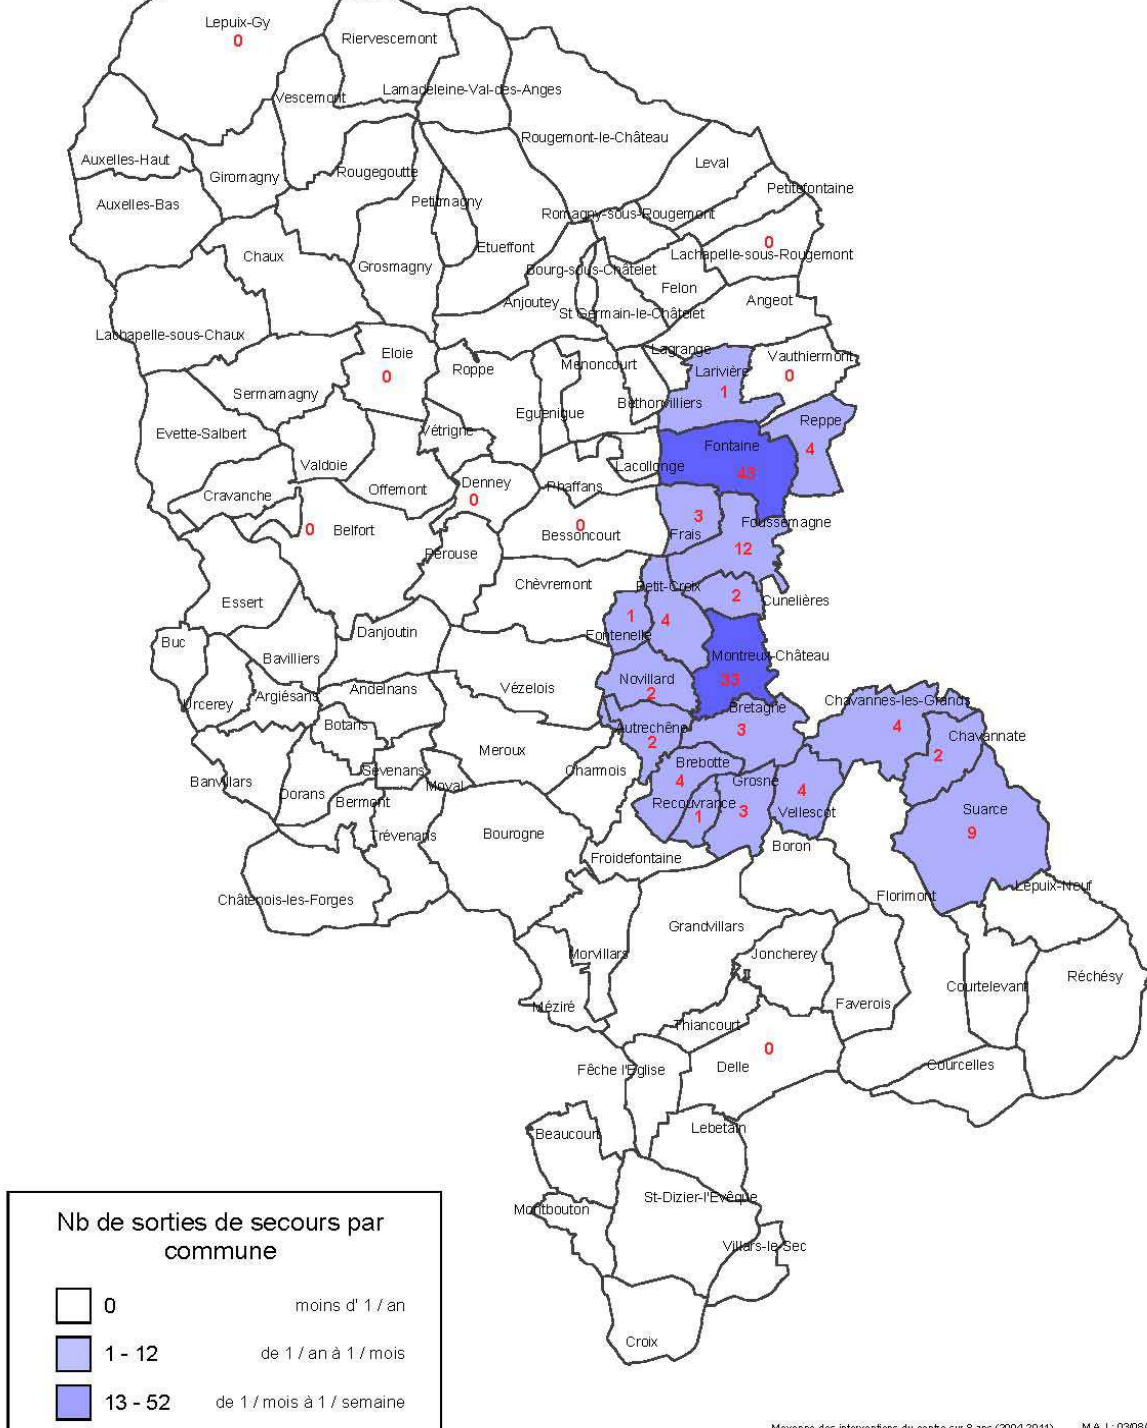 Lepuix-Gy
0
Riervescemont
Lamadeleine-Val-des-Anges
Vescemont
Rougemont-le-Château
Auxelles-Haut
Leval
Giromagny
Rougegoutte
Petitefontaine
Auxelles-Bas
Petitmagny
Romagny-sous-Rougemont
Etueffont
0
Chaux
Lachapelle-sous-Rougemont
Grosmagny
Bourg-sous-Châtelet
Felon
Anjoutey
Angeot
St Germain-le-Châtelet
Lachapelle-sous-Chaux
Eloie
0
Lagrange
Vauthiermont
0
Roppe
Menoncourt
Larivière
1
Sermamagny
Bethonvilliers
Eguenigue
Reppe
4
Evette-Salbert
Vétrigne
Fontaine
43
Valdoie
Lacollonge
Offemont
Denney
0
Phaffans
Cravanche
0
Belfort
0
Bessoncourt
3
Frais
Foussemagne
12
Pérouse
Chèvremont
Petit-Croix
4
2
Cunelières
Essert
1
Fontenelle
Danjoutin
Buc
Bavilliers
Montreux-Château
33
Novillard
2
Vézelois
Andelnans
Argiésans
Urcerey
Chavannes-les-Grands
4
Bretagne
3
Botans
Autrechêne
2
Chavannate
2
Meroux
Brebotte
4
Charmois
Sévenans
Moval
Banvillars
Dorans
Bermont
Grosne
3
4
Vellescot
Recouvrance
1
Suarce
9
Trévenans
Bourogne
Boron
Froidefontaine
Lepuix-Neuf
Florimont
Châtenois-les-Forges
Grandvillars
Morvillars
Joncherey
Réchésy
Courtelevant
Faverois
Méziré
Thiancourt
0
Delle
Fêche l'Eglise
Courcelles
Beaucourt
Lebetain
St-Dizier-l'Evêque
Montbouton
Villars-le-Sec
Croix
Nb de sorties de secours par
commune
0 moins d' 1 / an
1 - 12 de 1 / an à 1 / mois
13 - 52 de 1 / mois à 1 / semaine